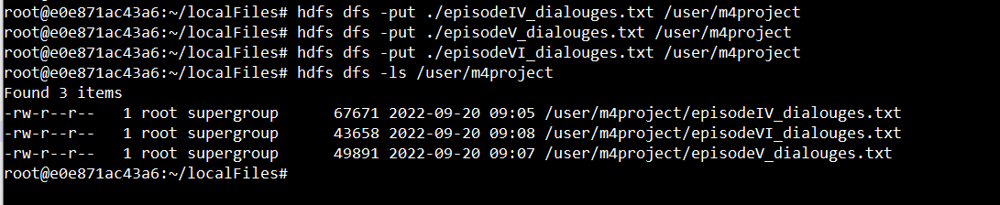 root@e0e871ac43a6:~/localFiles# hdfs dfs -put ./episodeIV_dialouges.txt /user/m4project
root@e0e871ac43a6:~/localFiles# hdfs dfs -put ./episodeV_dialouges.txt /user/m4project
root@e0e871ac43a6:~/localFiles# hdfs dfs -put ./episodeVI_dialouges.txt /user/m4project
root@e0e871ac43a6:~/localFiles# hdfs dfs -ls /user/m4project
Found 3 items
-rw-r--r--   1 root supergroup      67671 2022-09-20 09:05 /user/m4project/episodeIV_dialouges.txt
-rw-r--r--   1 root supergroup      43658 2022-09-20 09:08 /user/m4project/episodeVI_dialouges.txt
-rw-r--r--   1 root supergroup      49891 2022-09-20 09:07 /user/m4project/episodeV_dialouges.txt
root@e0e871ac43a6:~/localFiles#